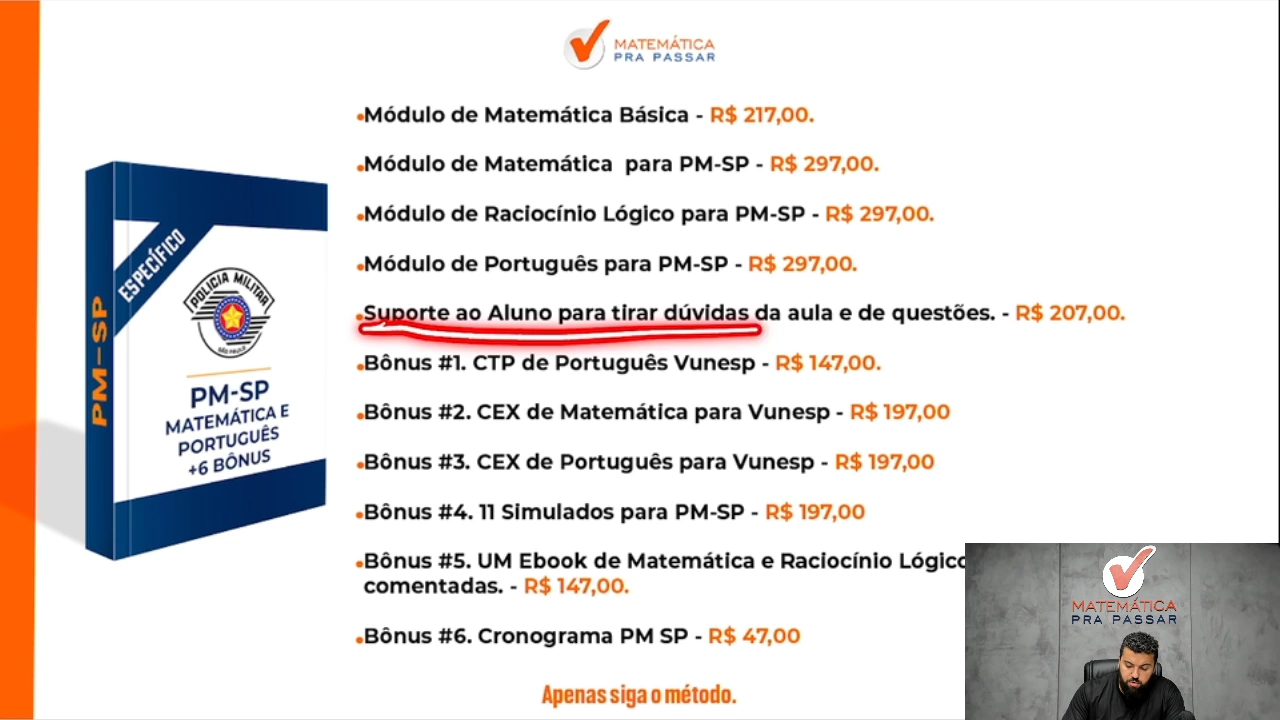 MATEMÁTICA
PRA PASSAR
•Módulo de Matemática Básica - R$ 217,00.
•Módulo de Matemática para PM-SP - R$ 297,00.
•Módulo de Raciocínio Lógico para PM-SP - R$ 297,00.
•Módulo de Português para PM-SP - R$ 297,00.
•Suporte ao Aluno para tirar dúvidas da aula e de questões. - R$ 207,00.
•Bônus #1. CTP de Português Vunesp - R$ 147,00.
•Bônus #2. CEX de Matemática para Vunesp - R$ 197,00
•Bônus #3. CEX de Português para Vunesp - R$ 197,00
•Bônus #4. 11 Simulados para PM-SP - R$ 197,00
•Bônus #5. UM Ebook de Matemática e Raciocínio Lógico
comentadas. - R$ 147,00.
•Bônus #6. Cronograma PM SP - R$ 47,00
Apenas siga o método.
PM-SP
ESPECÍFICO
POLÍCIA MILITAR
SÃO PAULO
PM-SP
MATEMÁTICA E
PORTUGUÊS
+6 BÔNUS
MATEMÁTICA
PRA PASSAR